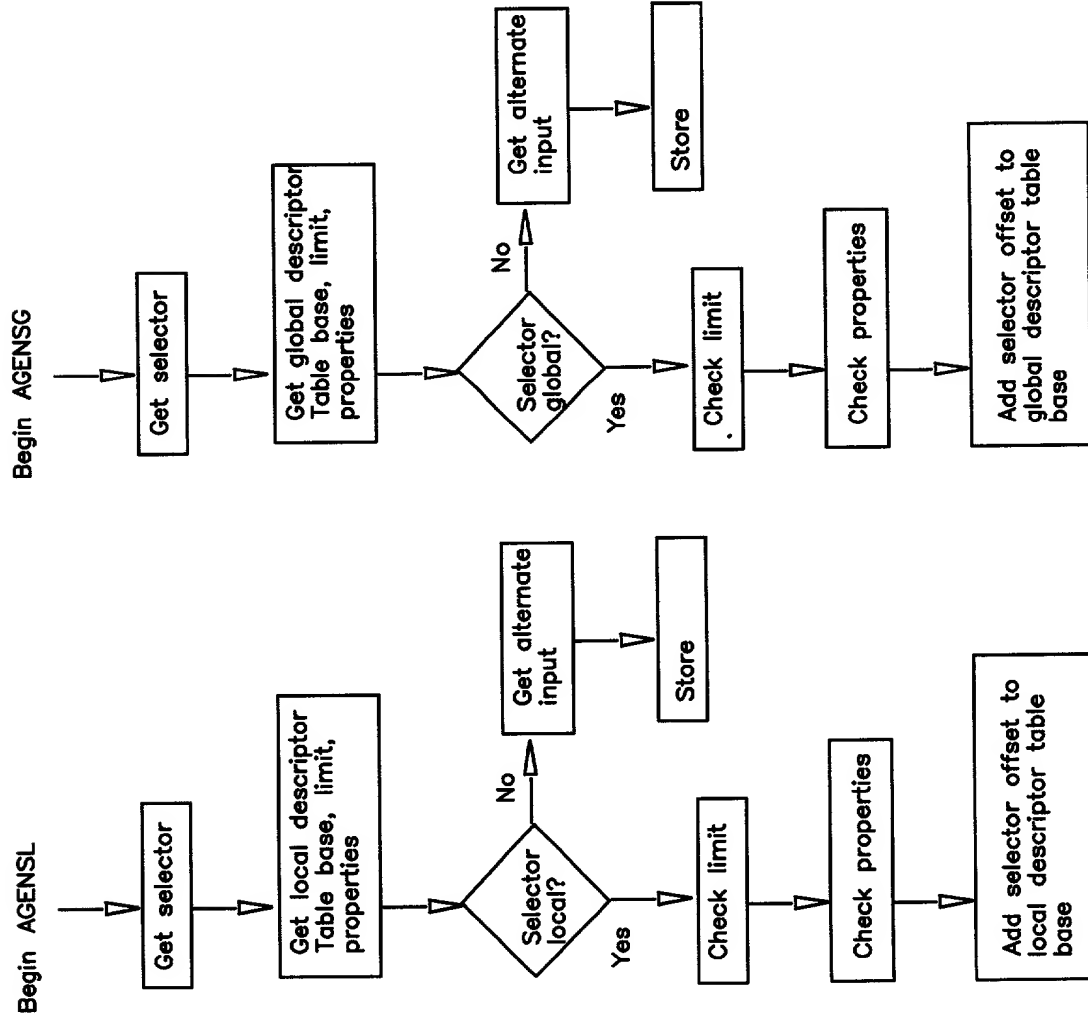 Begin AGENSL
Get selector
Get local descriptor
Table base, limit,
properties
Selector
local?
No
Get alternate
input
Store
Yes
Check limit
Check properties
Add selector offset to
local descriptor table
base
Begin AGENSG
Get selector
Get global descriptor
Table base, limit,
properties
Selector
global?
No
Get alternate
input
Store
Yes
Check limit
Check properties
Add selector offset to
global descriptor table
base